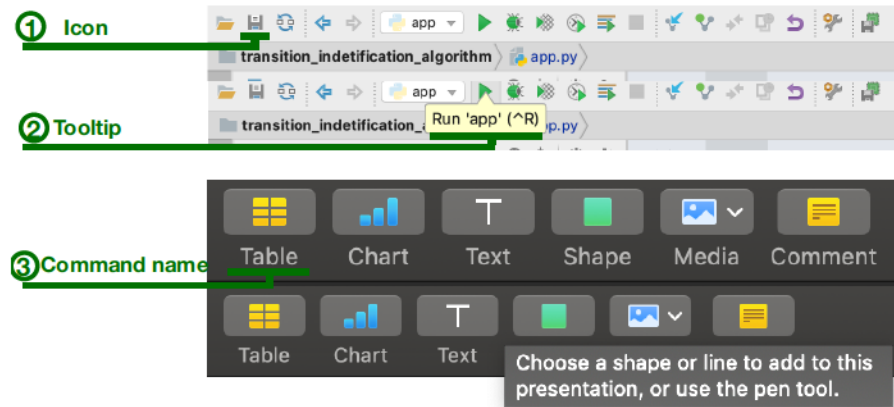 1 Icon
app
transition_indetification_algorithm app.py
app
2 Tooltip
transition_indetification_a
Run 'app' (^R)
p.py
3 Command name
Table Chart Text Shape Media Comment
Table Chart Text
Choose a shape or line to add to this
presentation, or use the pen tool.